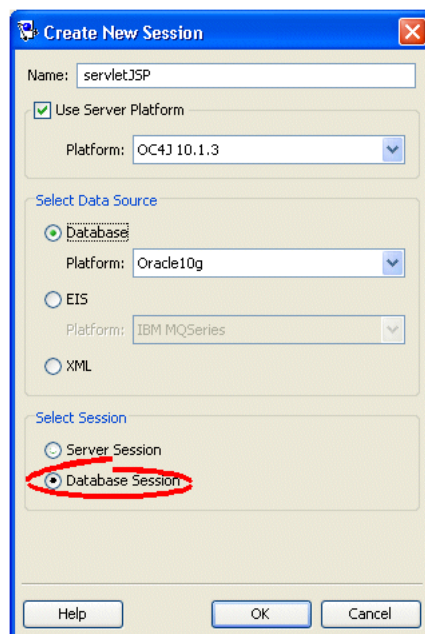 Create New Session
Name: servletJSP
Use Server Platform
Platform: OC4J 10.1.3
Select Data Source
Database
Platform: Oracle10g
EIS
Platform: IBM MQSeries
XML
Select Session
Server Session
Database Session
Help OK Cancel